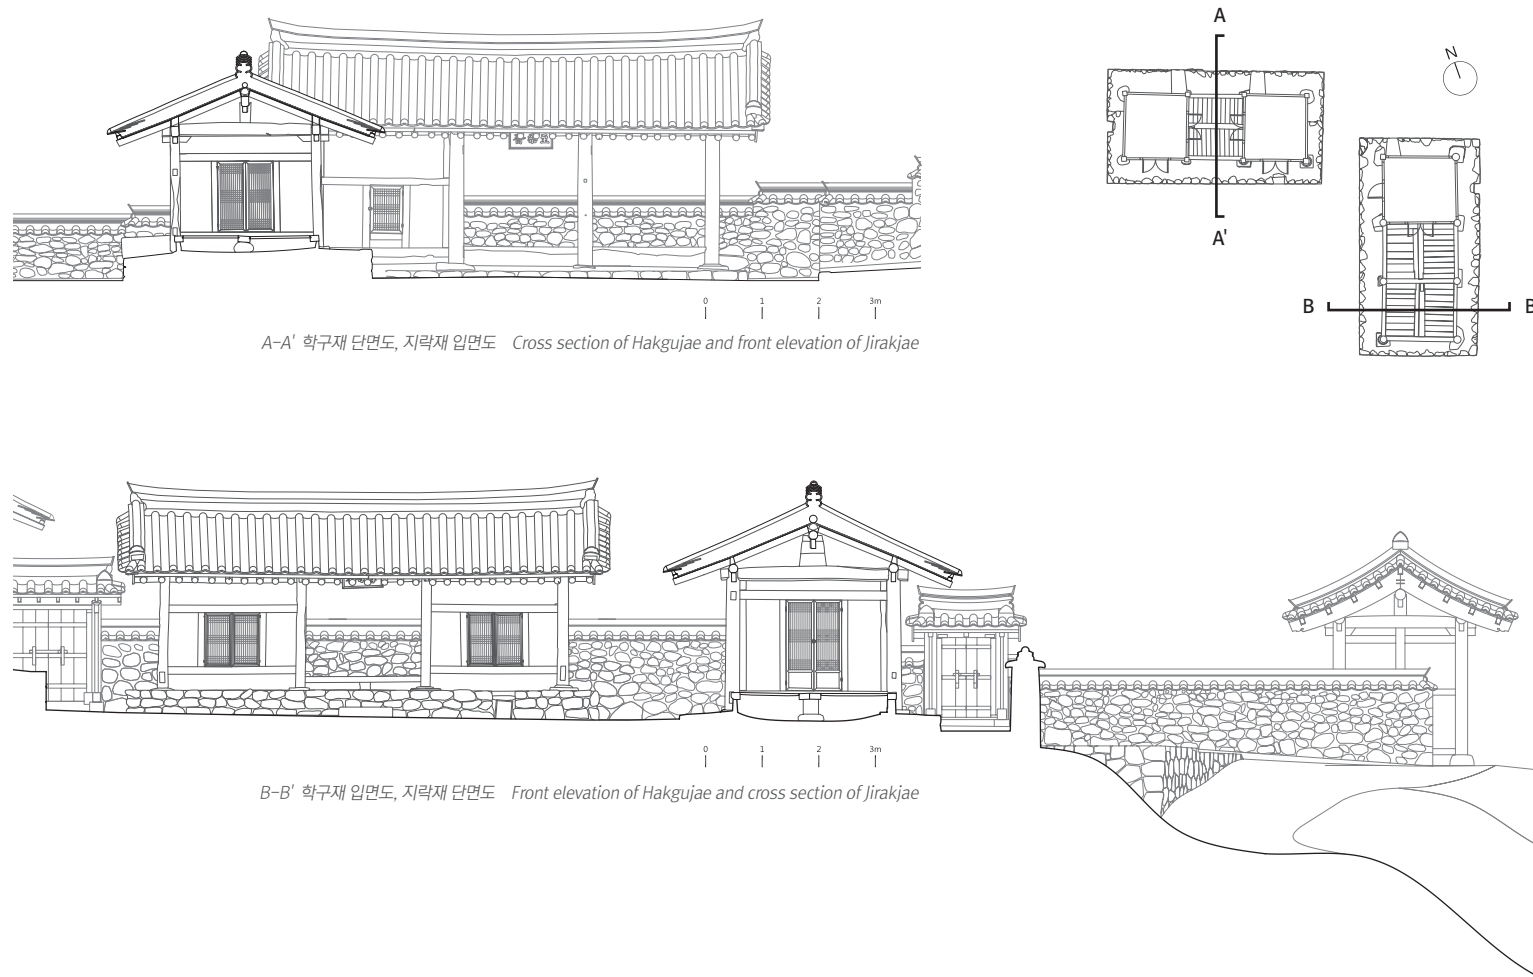 A
N
A'
B
B
0 1 2 3m
A-A' 학구재 단면도, 지락재 입면도 Cross section of Hakgujae and front elevation of Jirakjae
0 1 2 3m
B-B' 학구재 입면도, 지락재 단면도 Front elevation of Hakgujae and cross section of Jirakjae